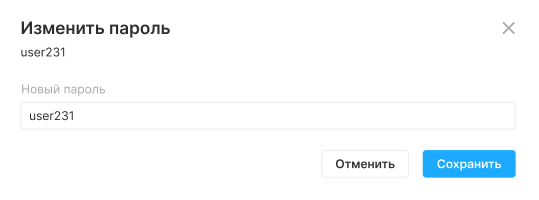 Изменить пароль
user231
Новый пароль
user231
Отменить
Сохранить